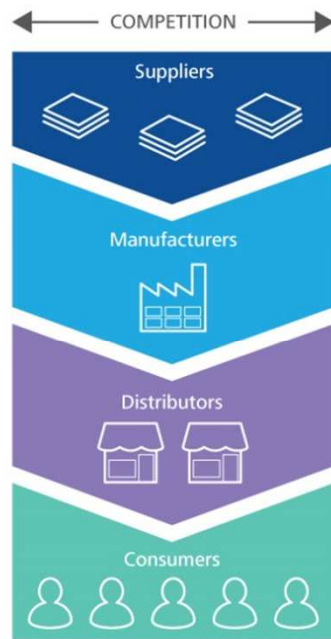 COMPETITION
Suppliers
Manufacturers
Distributors
Consumers